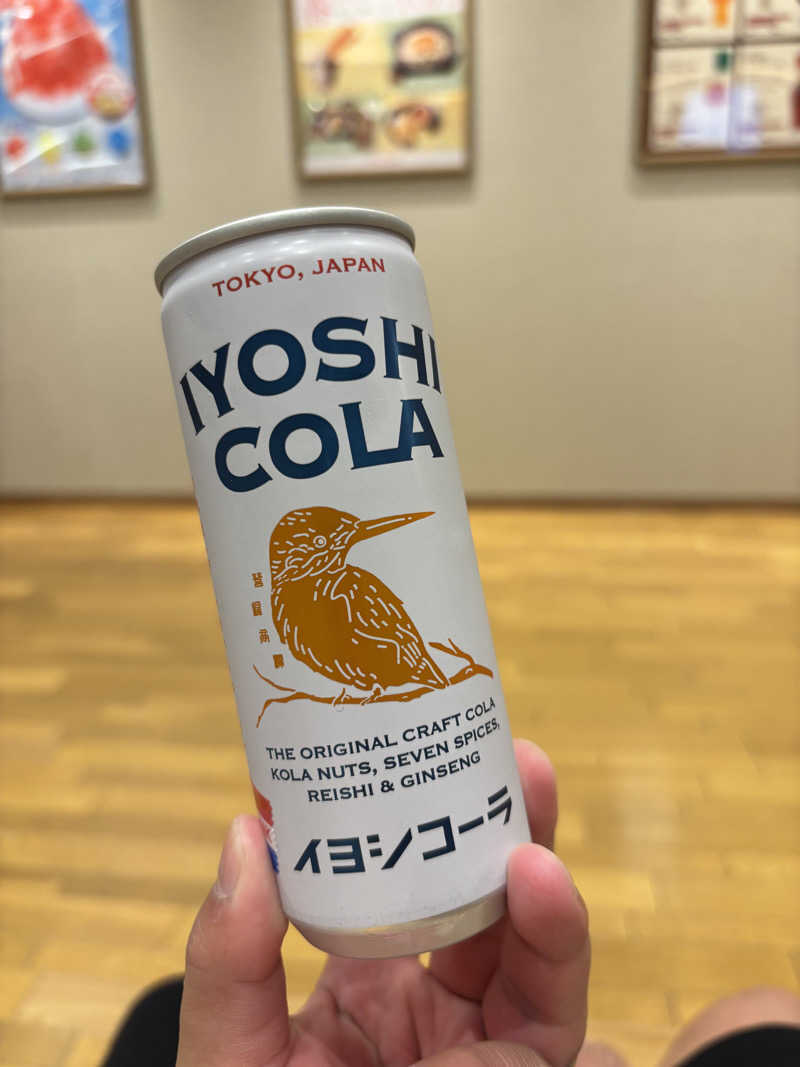 TOKYO, JAPAN
IYOSHI
COLA
THE ORIGINAL CRAFT COLA
KOLA NUTS, SEVEN SPICES,
REISHI & GINSENG
イヨシコーラ